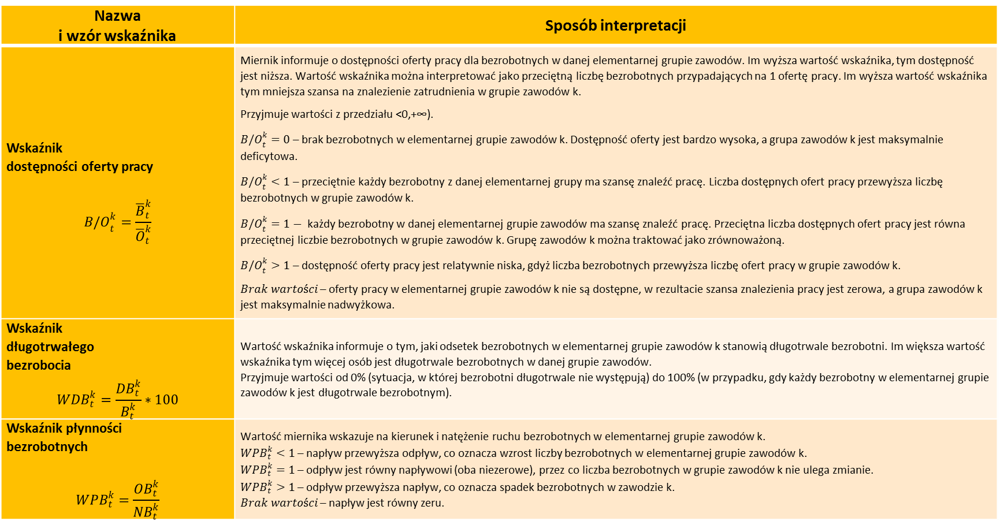 Nazwa
i wzór wskaźnika
Sposób interpretacji
Wskaźnik
dostępności oferty pracy
$B/O_t^k = \frac{\overline{B}_t^k}{\overline{O}_t^k}$
Miernik informuje o dostępności oferty pracy dla bezrobotnych w danej elementarnej grupie zawodów. Im wyższa wartość wskaźnika, tym dostępność
jest niższa. Wartość wskaźnika można interpretować jako przeciętną liczbę bezrobotnych przypadających na 1 ofertę pracy. Im wyższa wartość wskaźnika
tym mniejsza szansa na znalezienie zatrudnienia w grupie zawodów k.
Przyjmuje wartości z przedziału <0,+∞).
$B/O_t^k = 0$ – brak bezrobotnych w elementarnej grupie zawodów k. Dostępność oferty jest bardzo wysoka, a grupa zawodów k jest maksymalnie
deficytowa.
$B/O_t^k < 1$ – przeciętnie każdy bezrobotny z danej elementarnej grupy ma szansę znaleźć pracę. Liczba dostępnych ofert pracy przewyższa liczbę
bezrobotnych w grupie zawodów k.
$B/O_t^k = 1$ – każdy bezrobotny w danej elementarnej grupie zawodów ma szansę znaleźć pracę. Przeciętna liczba dostępnych ofert pracy jest równa
przeciętnej liczbie bezrobotnych w grupie zawodów k. Grupę zawodów k można traktować jako zrównoważoną.
$B/O_t^k > 1$ – dostępność oferty pracy jest relatywnie niska, gdyż liczba bezrobotnych przewyższa liczbę ofert pracy w grupie zawodów k.
Brak wartości – oferty pracy w elementarnej grupie zawodów k nie są dostępne, w rezultacie szansa znalezienia pracy jest zerowa, a grupa zawodów k
jest maksymalnie nadwyżkowa.
Wskaźnik
długotrwałego
bezrobocia
$WDB_t^k = \frac{DB_t^k}{B_t^k} * 100$
Wartość wskaźnika informuje o tym, jaki odsetek bezrobotnych w elementarnej grupie zawodów k stanowią długotrwale bezrobotni. Im większa wartość
wskaźnika tym więcej osób jest długotrwale bezrobotnych w danej grupie zawodów.
Przyjmuje wartości od 0% (sytuacja, w której bezrobotni długotrwale nie występują) do 100% (w przypadku, gdy każdy bezrobotny w elementarnej grupie
zawodów k jest długotrwale bezrobotnym).
Wskaźnik płynności
bezrobotnych
$WPB_t^k = \frac{OB_t^k}{NB_t^k}$
Wartość miernika wskazuje na kierunek i natężenie ruchu bezrobotnych w elementarnej grupie zawodów k.
$WPB_t^k < 1$ – napływ przewyższa odpływ, co oznacza wzrost liczby bezrobotnych w elementarnej grupie zawodów k.
$WPB_t^k = 1$ – odpływ jest równy napływowi (oba niezerowe), przez co liczba bezrobotnych w grupie zawodów k nie ulega zmianie.
$WPB_t^k > 1$ – odpływ przewyższa napływ, co oznacza spadek bezrobotnych w zawodzie k.
Brak wartości – napływ jest równy zeru.